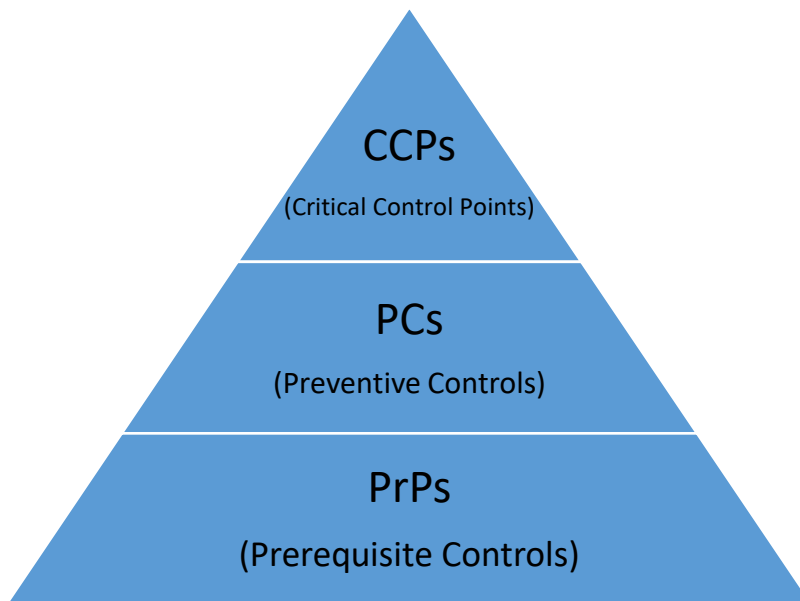 CCPs
(Critical Control Points)
PCs
(Preventive Controls)
PrPs
(Prerequisite Controls)